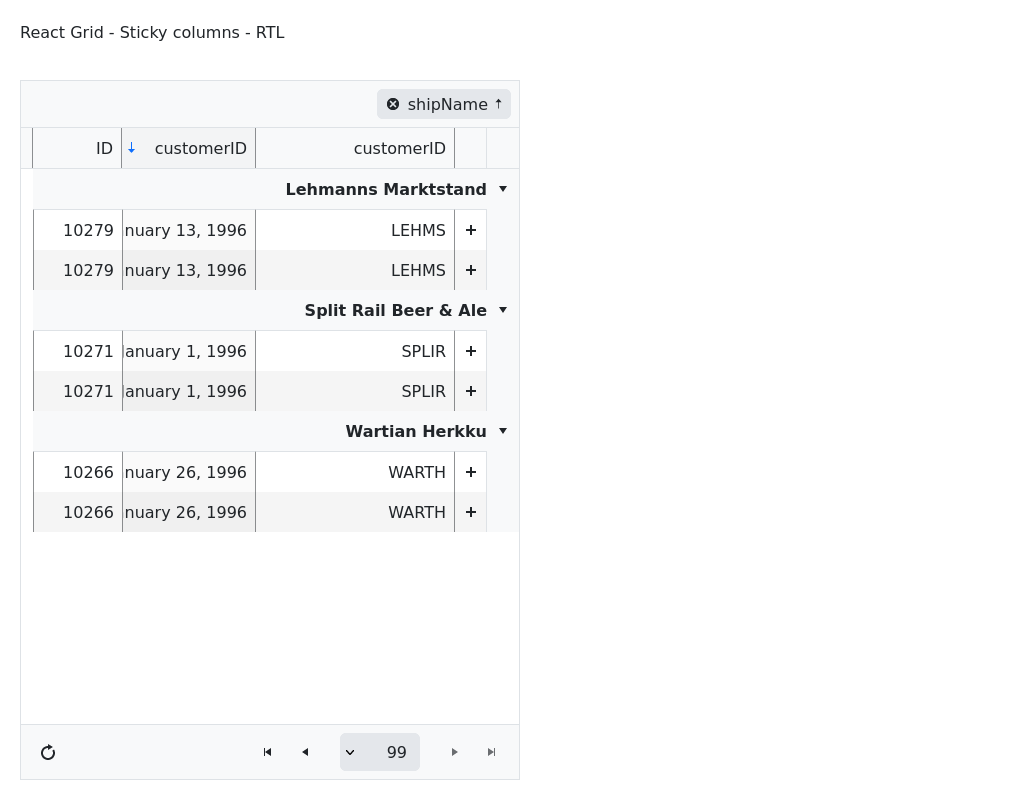 React Grid - Sticky columns - RTL
shipName
ID customerID customerID
Lehmanns Marktstand
10279 nuary 13, 1996 LEHMS
10279 nuary 13, 1996 LEHMS
Split Rail Beer & Ale
10271 January 1, 1996 SPLIR
10271 January 1, 1996 SPLIR
Wartian Herkku
10266 nuary 26, 1996 WARTH
10266 nuary 26, 1996 WARTH
99